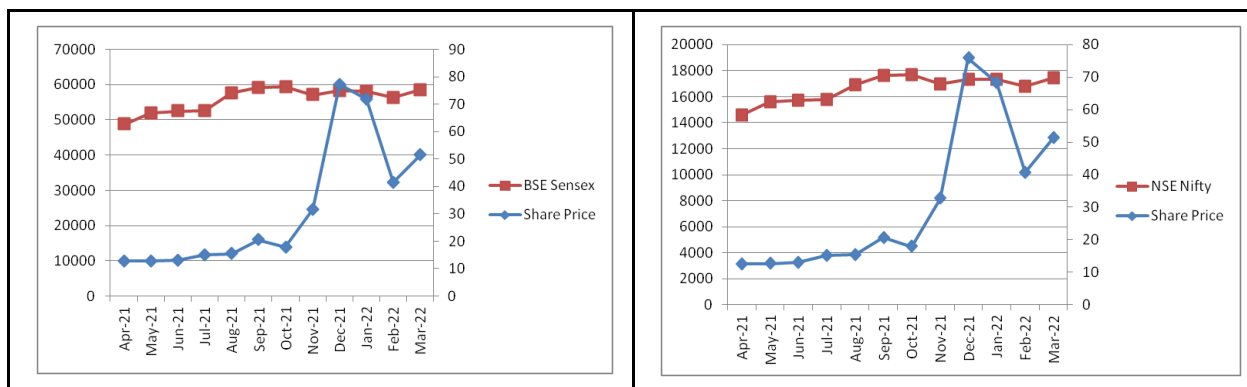 70000
60000
50000
40000
30000
20000
10000
0
90
80
70
60
50
40
30
20
10
0
Apr-21
May-21
Jun-21
Jul-21
Aug-21
Sep-21
Oct-21
Nov-21
Dec-21
Jan-22
Feb-22
Mar-22
BSE Sensex
Share Price
20000
18000
16000
14000
12000
10000
8000
6000
4000
2000
0
80
70
60
50
40
30
20
10
0
Apr-21
May-21
Jun-21
Jul-21
Aug-21
Sep-21
Oct-21
Nov-21
Dec-21
Jan-22
Feb-22
Mar-22
NSE Nifty
Share Price